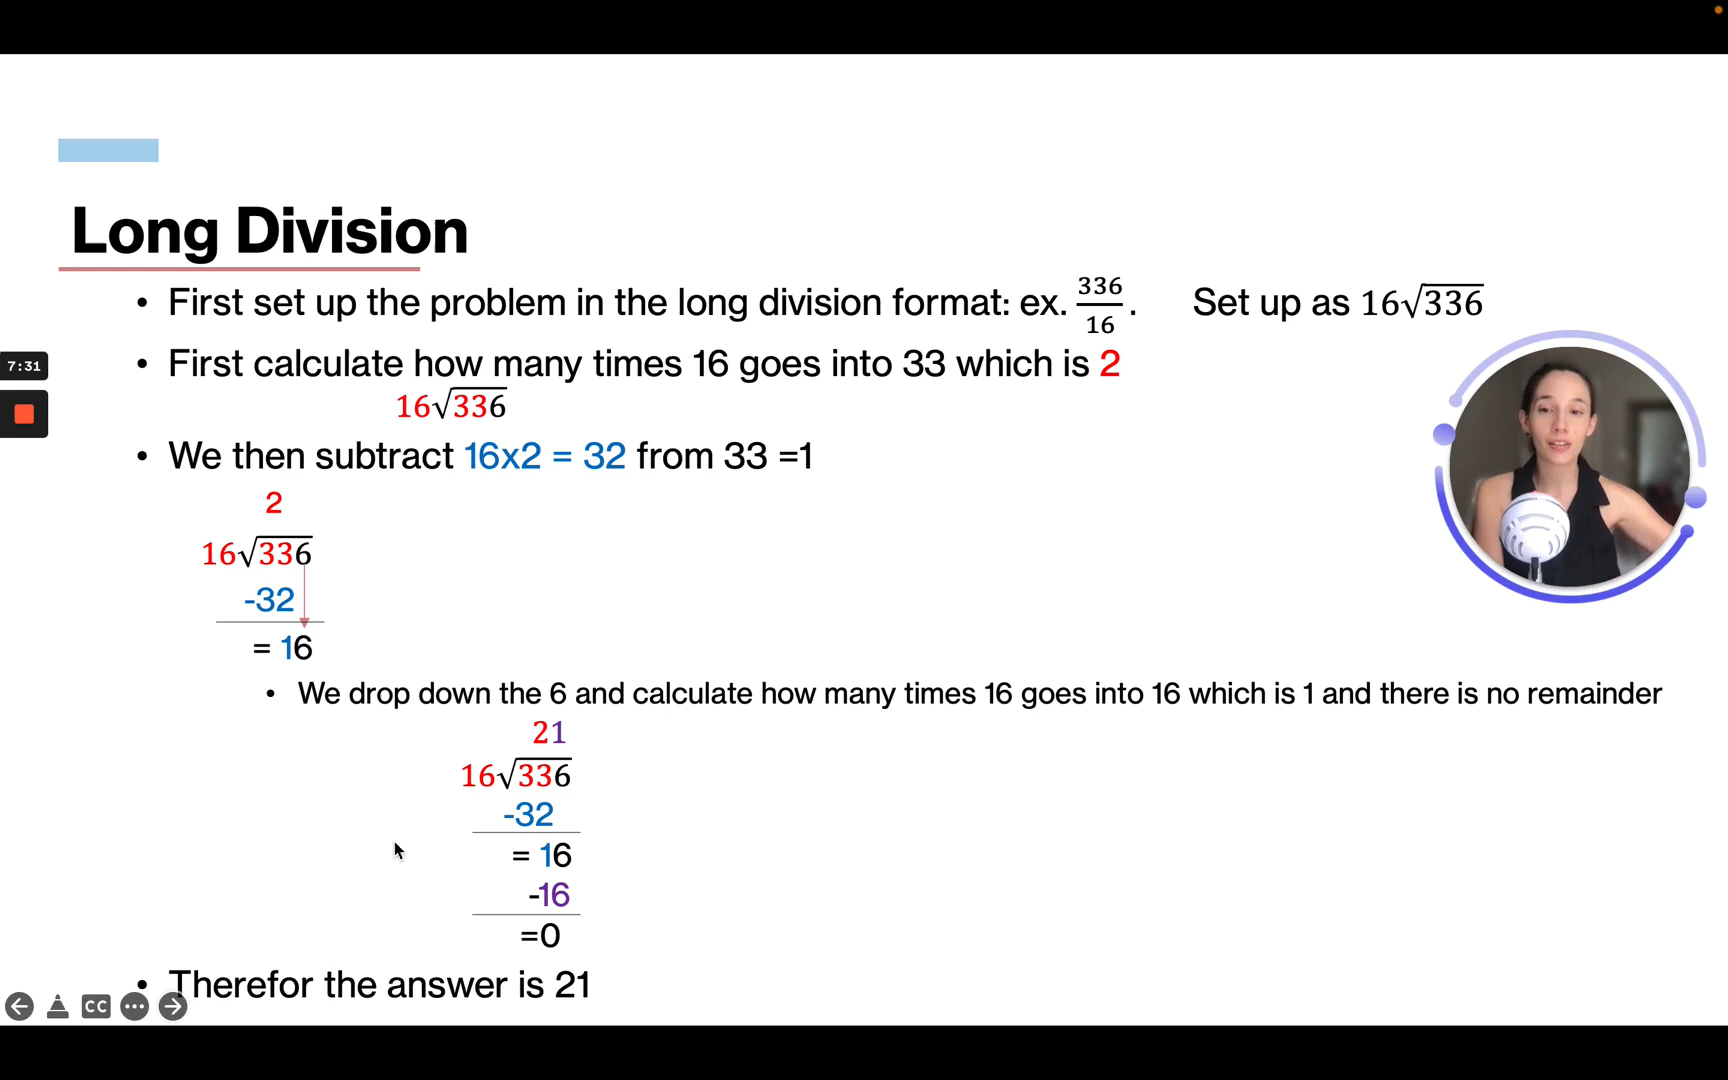 Long Division
• First set up the problem in the long division format: ex. 336/16. Set up as 16√336
7:31
• First calculate how many times 16 goes into 33 which is 2
16√336
• We then subtract 16x2 = 32 from 33 =1
2
16√336
-32
= 16
• We drop down the 6 and calculate how many times 16 goes into 16 which is 1 and there is no remainder
21
16√336
-32
= 16
-16
=0
• Therefor the answer is 21
CC